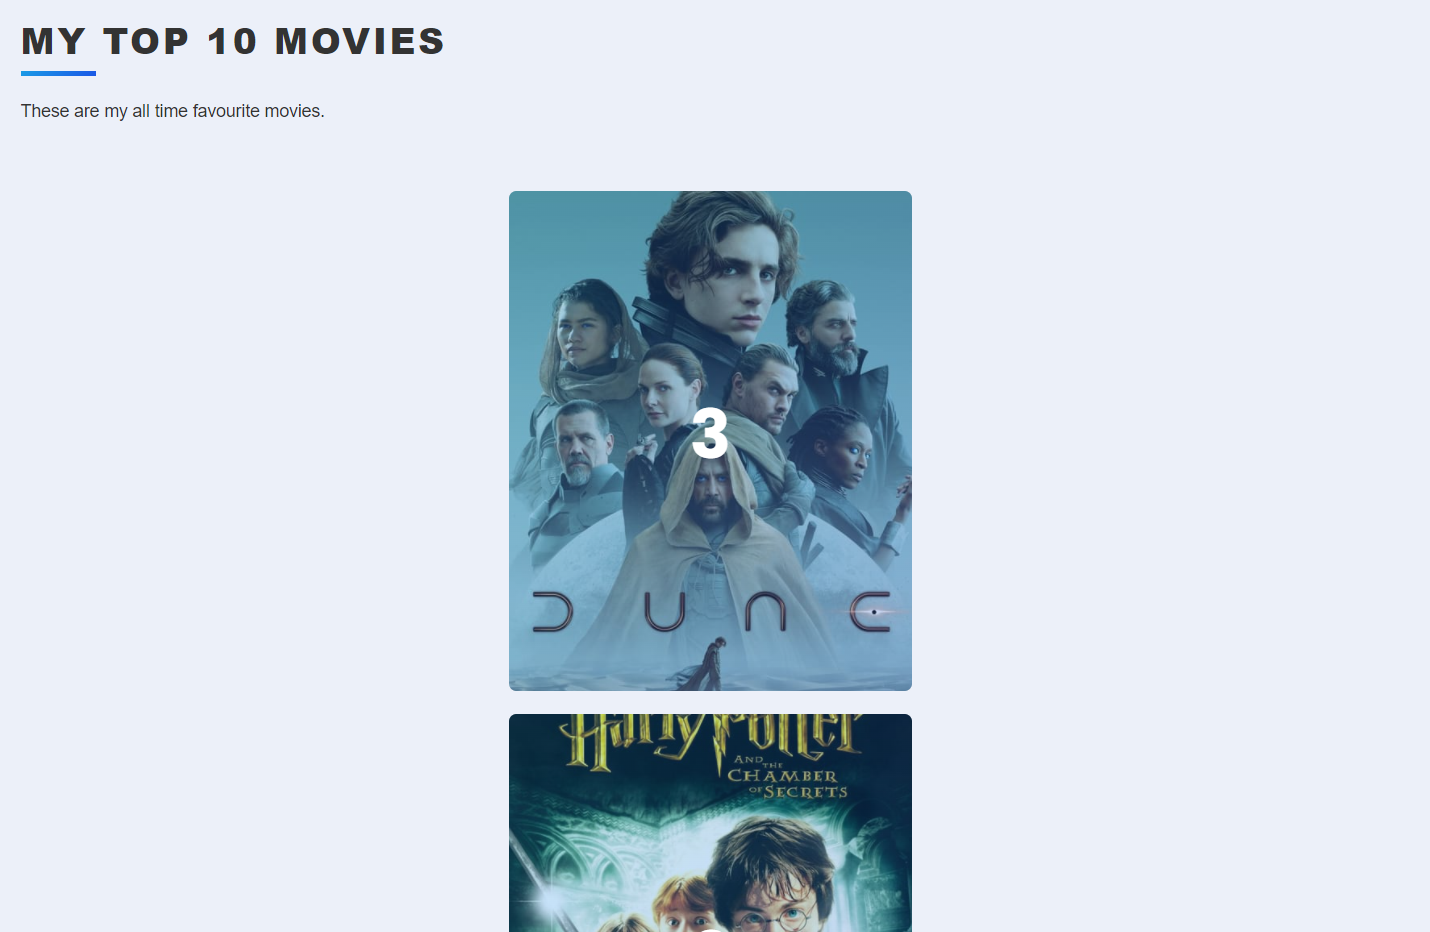 MY TOP 10 MOVIES
These are my all time favourite movies.
3
DUNE
Harry Potter
AND THE
CHAMBER
OF SECRETS